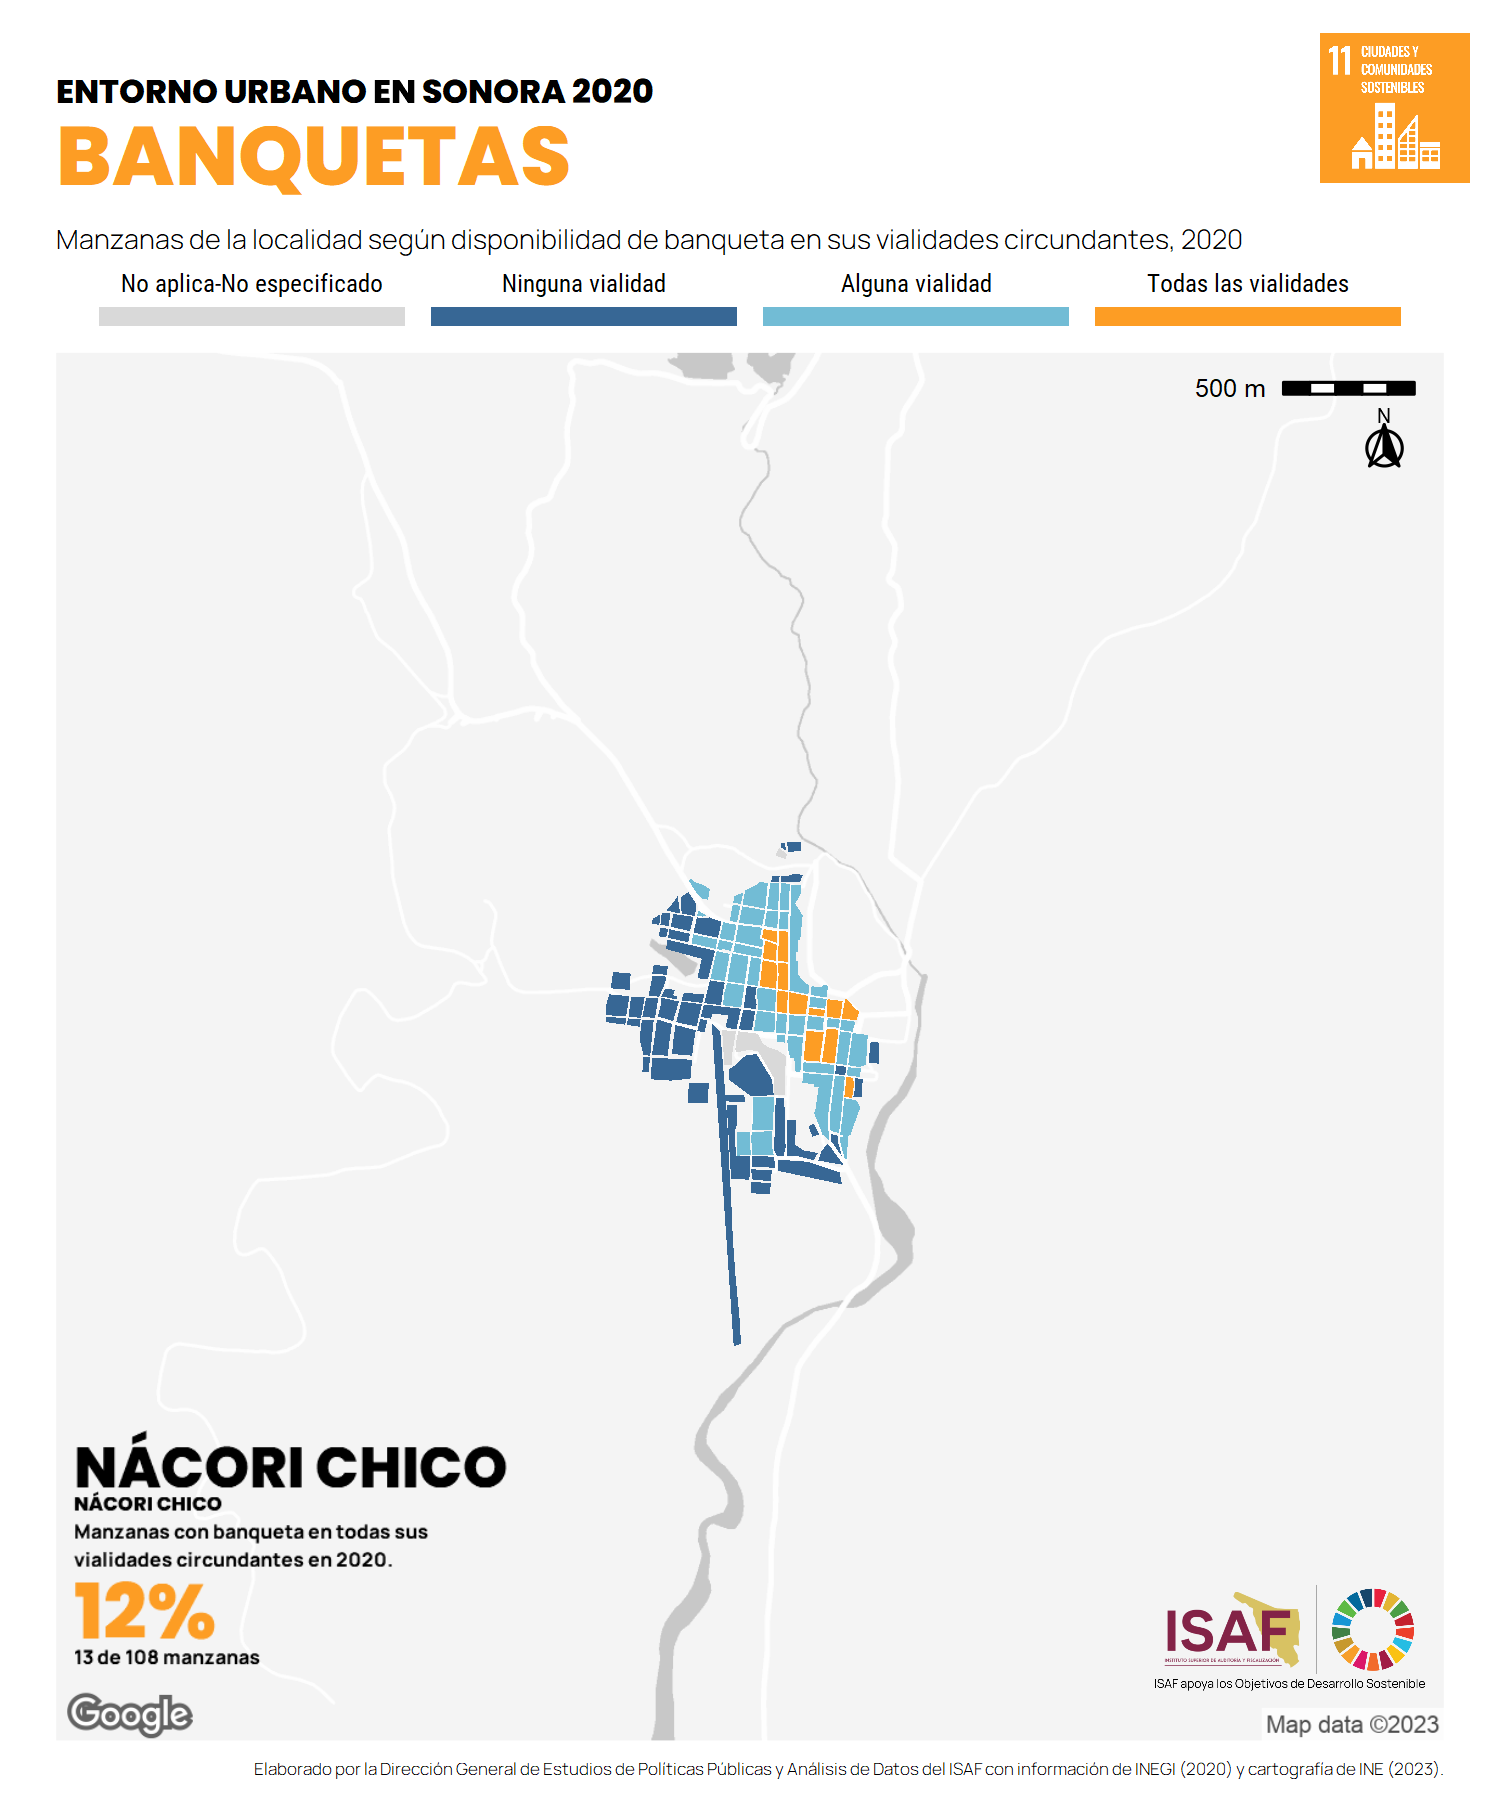 ENTORNO URBANO EN SONORA 2020
BANQUETAS
11 CIUDADES Y
COMUNIDADES
SOSTENIBLES
Manzanas de la localidad según disponibilidad de banqueta en sus vialidades circundantes, 2020
No aplica-No especificado
Ninguna vialidad
Alguna vialidad
Todas las vialidades
500 m
N
NÁCORI CHICO
NÁCORI CHICO
Manzanas con banqueta en todas sus
vialidades circundantes en 2020.
12%
13 de 108 manzanas
Google
ISAF
INSTITUTO SUPERIOR DE AUDITORÍA Y FISCALIZACIÓN
ISAF apoya los Objetivos de Desarrollo Sostenible
Map data ©2023
Elaborado por la Dirección General de Estudios de Políticas Públicas y Análisis de Datos del ISAF con información de INEGI (2020) y cartografía de INE (2023).